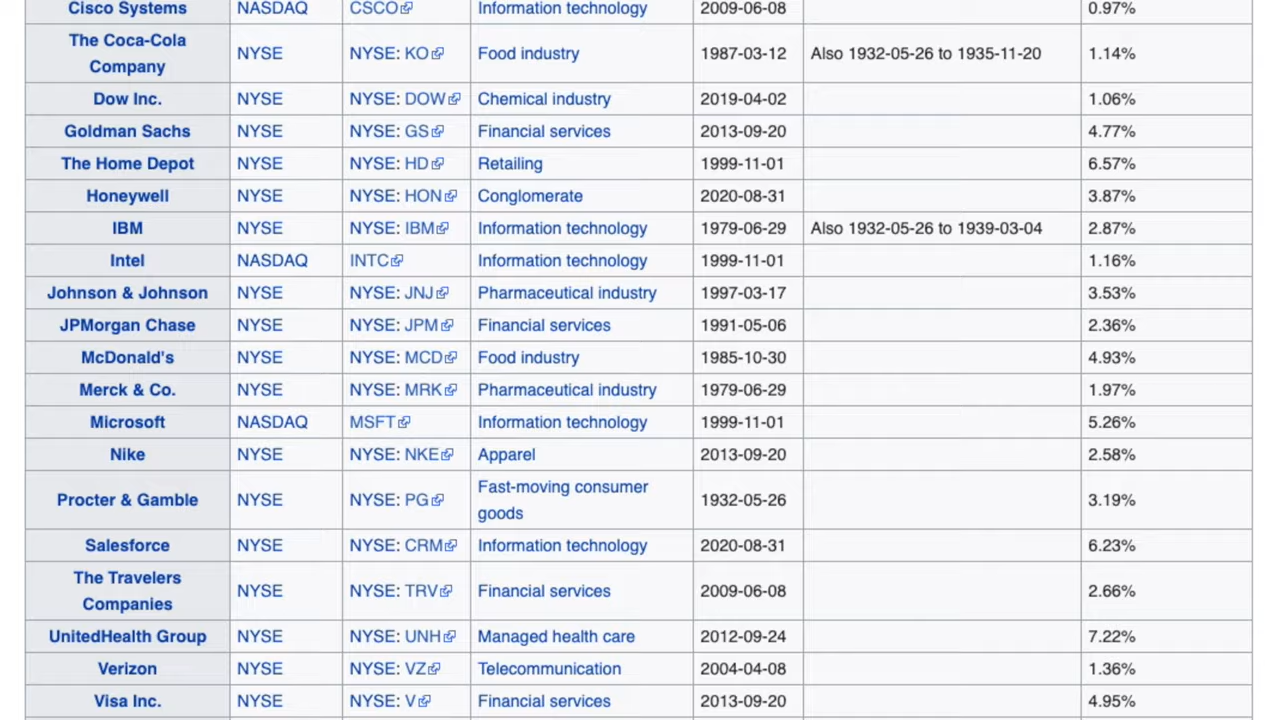 Cisco Systems NASDAQ CSCO Information technology 2009-06-08 0.97%
The Coca-Cola
Company NYSE NYSE: KO Food industry 1987-03-12 Also 1932-05-26 to 1935-11-20 1.14%
Dow Inc. NYSE NYSE: DOW Chemical industry 2019-04-02 1.06%
Goldman Sachs NYSE NYSE: GS Financial services 2013-09-20 4.77%
The Home Depot NYSE NYSE: HD Retailing 1999-11-01 6.57%
Honeywell NYSE NYSE: HON Conglomerate 2020-08-31 3.87%
IBM NYSE NYSE: IBM Information technology 1979-06-29 Also 1932-05-26 to 1939-03-04 2.87%
Intel NASDAQ INTC Information technology 1999-11-01 1.16%
Johnson & Johnson NYSE NYSE: JNJ Pharmaceutical industry 1997-03-17 3.53%
JPMorgan Chase NYSE NYSE: JPM Financial services 1991-05-06 2.36%
McDonald's NYSE NYSE: MCD Food industry 1985-10-30 4.93%
Merck & Co. NYSE NYSE: MRK Pharmaceutical industry 1979-06-29 1.97%
Microsoft NASDAQ MSFT Information technology 1999-11-01 5.26%
Nike NYSE NYSE: NKE Apparel 2013-09-20 2.58%
Procter & Gamble NYSE NYSE: PG Fast-moving consumer
goods 1932-05-26 3.19%
Salesforce NYSE NYSE: CRM Information technology 2020-08-31 6.23%
The Travelers
Companies NYSE NYSE: TRV Financial services 2009-06-08 2.66%
UnitedHealth Group NYSE NYSE: UNH Managed health care 2012-09-24 7.22%
Verizon NYSE NYSE: VZ Telecommunication 2004-04-08 1.36%
Visa Inc. NYSE NYSE: V Financial services 2013-09-20 4.95%